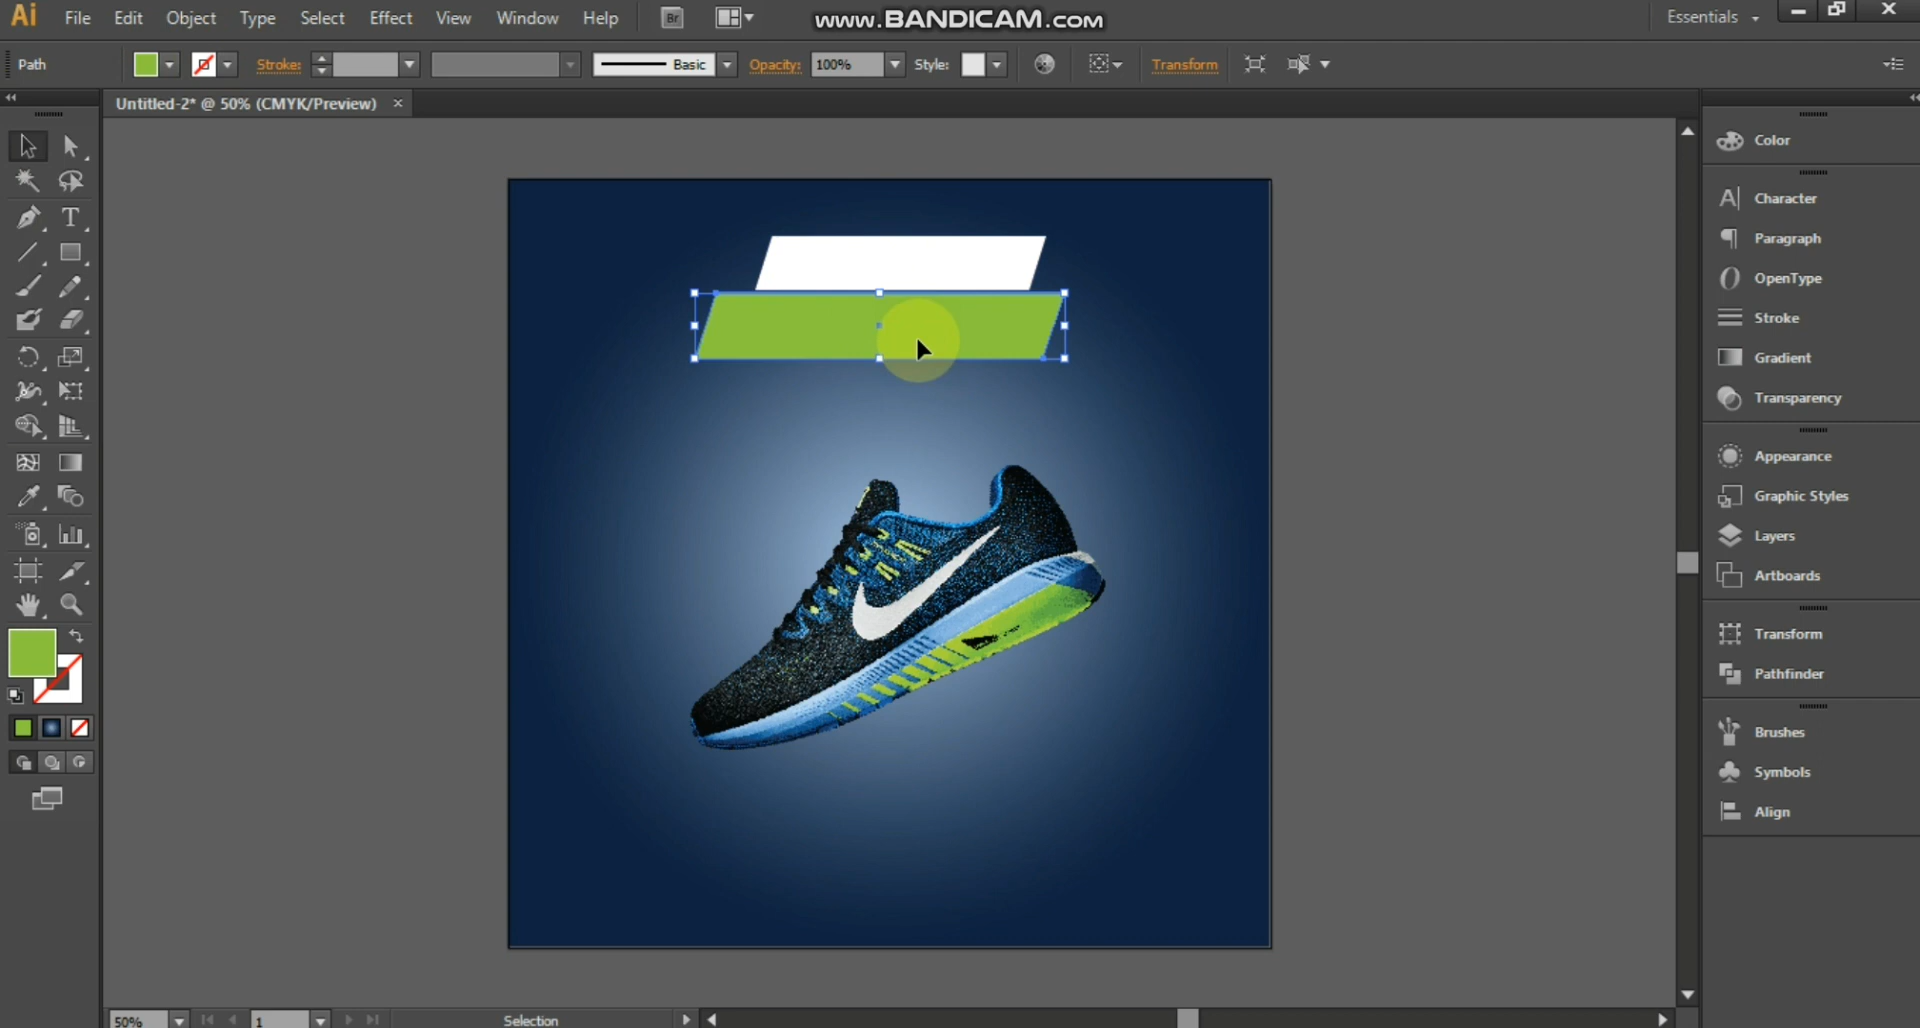 Ai File Edit Object Type Select Effect View Window Help Br www.BANDICAM.com Essentials
Path Stroke: Basic Opacity: 100% Style: Transform
Untitled-2* @ 50% (CMYK/Preview) ×
Color
Character
Paragraph
OpenType
Stroke
Gradient
Transparency
Appearance
Graphic Styles
Layers
Artboards
Transform
Pathfinder
Brushes
Symbols
Align
50% 1 Selection